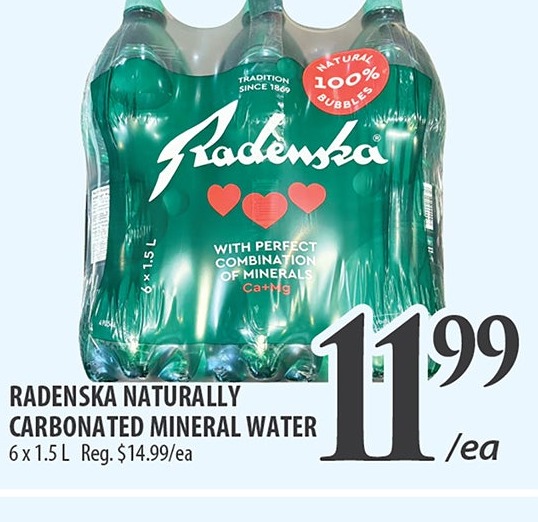 TRADITION
SINCE 1869
NATURAL
100%
BUBBLES
Radenska®
WITH PERFECT
COMBINATION
OF MINERALS
Ca+Mg
6 x 1.5 L
11.99
/ea
RADENSKA NATURALLY
CARBONATED MINERAL WATER
6 x 1.5 L Reg. $14.99/ea